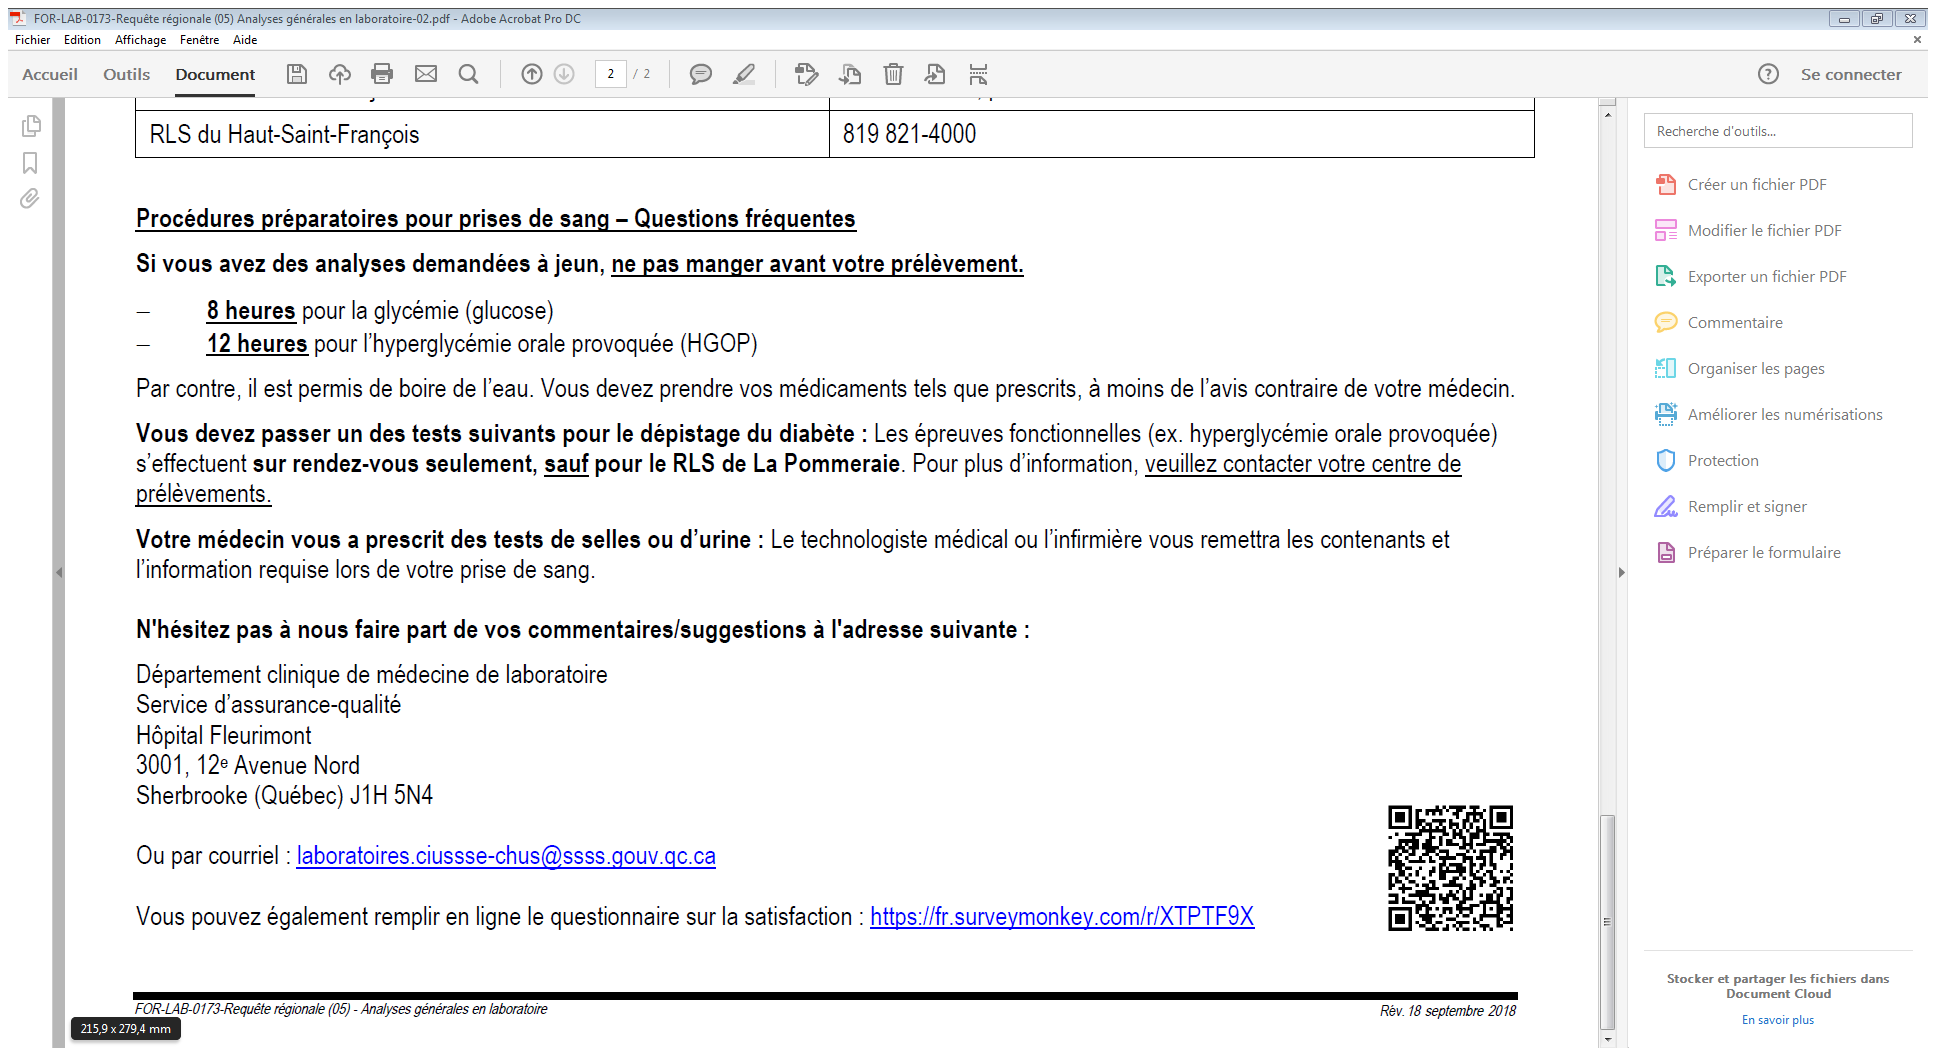 FOR-LAB-0173-Requête régionale (05) Analyses générales en laboratoire-02.pdf - Adobe Acrobat Pro DC
Fichier Edition Affichage Fenêtre Aide
Accueil Outils Document 2 / 2 Se connecter
RLS du Haut-Saint-François 819 821-4000
Procédures préparatoires pour prises de sang – Questions fréquentes
Si vous avez des analyses demandées à jeun, ne pas manger avant votre prélèvement.
– 8 heures pour la glycémie (glucose)
– 12 heures pour l’hyperglycémie orale provoquée (HGOP)
Par contre, il est permis de boire de l’eau. Vous devez prendre vos médicaments tels que prescrits, à moins de l’avis contraire de votre médecin.
Vous devez passer un des tests suivants pour le dépistage du diabète : Les épreuves fonctionnelles (ex. hyperglycémie orale provoquée)
s’effectuent sur rendez-vous seulement, sauf pour le RLS de La Pommeraie. Pour plus d’information, veuillez contacter votre centre de
prélèvements.
Votre médecin vous a prescrit des tests de selles ou d’urine : Le technologiste médical ou l’infirmière vous remettra les contenants et
l’information requise lors de votre prise de sang.
N'hésitez pas à nous faire part de vos commentaires/suggestions à l'adresse suivante :
Département clinique de médecine de laboratoire
Service d’assurance-qualité
Hôpital Fleurimont
3001, 12e Avenue Nord
Sherbrooke (Québec) J1H 5N4
Ou par courriel : laboratoires.ciussse-chus@ssss.gouv.qc.ca
Vous pouvez également remplir en ligne le questionnaire sur la satisfaction : https://fr.surveymonkey.com/r/XTPTF9X
FOR-LAB-0173-Requête régionale (05) - Analyses générales en laboratoire Rév. 18 septembre 2018
215,9 x 279,4 mm
Recherche d'outils...
Créer un fichier PDF
Modifier le fichier PDF
Exporter un fichier PDF
Commentaire
Organiser les pages
Améliorer les numérisations
Protection
Remplir et signer
Préparer le formulaire
Stocker et partager les fichiers dans
Document Cloud
En savoir plus